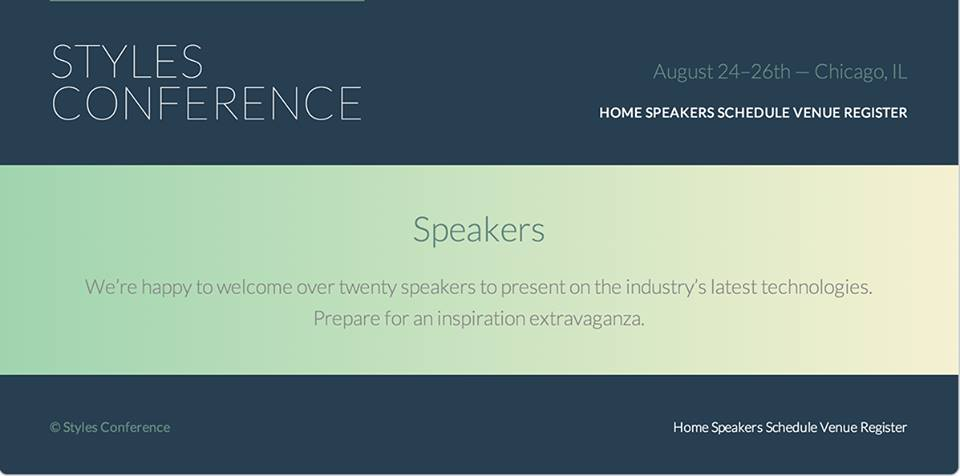 STYLES
CONFERENCE
August 24–26th — Chicago, IL
HOME SPEAKERS SCHEDULE VENUE REGISTER
Speakers
We’re happy to welcome over twenty speakers to present on the industry’s latest technologies.
Prepare for an inspiration extravaganza.
© Styles Conference
Home Speakers Schedule Venue Register